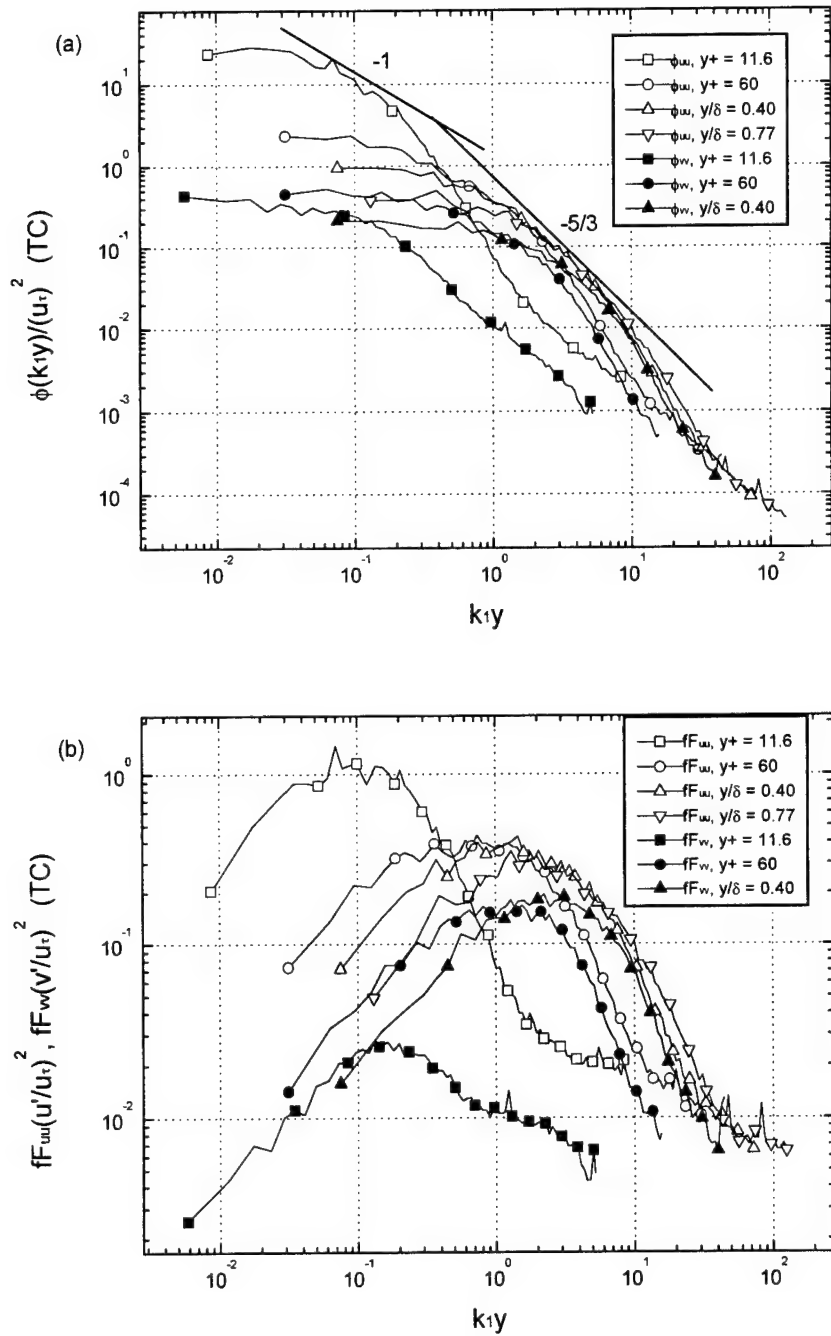 (a)
-1
-5/3
ϕuu, y+ = 11.6
ϕuu, y+ = 60
ϕuu, y/δ = 0.40
ϕuu, y/δ = 0.77
ϕvv, y+ = 11.6
ϕvv, y+ = 60
ϕvv, y/δ = 0.40
ϕ(k₁y)/(uτ)² (TC)
10¹
10⁰
10⁻¹
10⁻²
10⁻³
10⁻⁴
10⁻² 10⁻¹ 10⁰ 10¹ 10²
k₁y
(b)
fFuu, y+ = 11.6
fFuu, y+ = 60
fFuu, y/δ = 0.40
fFuu, y/δ = 0.77
fFvv, y+ = 11.6
fFvv, y+ = 60
fFvv, y/δ = 0.40
fFuu(u'/uτ)² , fFvv(v'/uτ)² (TC)
10⁰
10⁻¹
10⁻²
10⁻² 10⁻¹ 10⁰ 10¹ 10²
k₁y